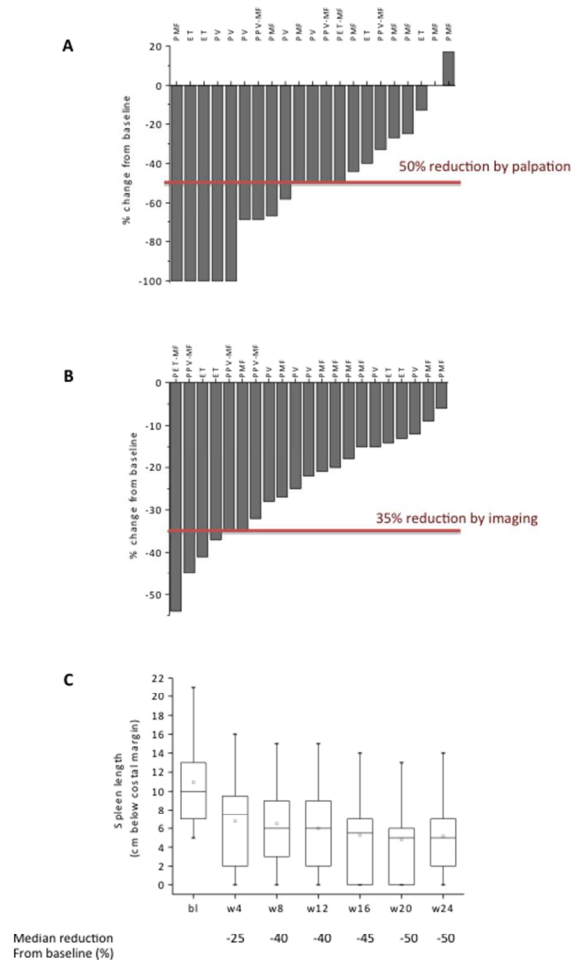 A
PMF ET ET PV PV PV PPV-MF PMF PV PMF PV PPV-MF PET-MF PMF ET PPV-MF PMF PMF ET PMF PMF
20
0
-20
-40
50% reduction by palpation
-60
-80
-100
% change from baseline
B
PET-MF PPV-MF ET ET PPV-MF PMF PPV-MF PV PMF PV PV PMF PMF PMF PMF PV ET ET PV PMF PMF
0
-10
-20
-30
35% reduction by imaging
-40
-50
% change from baseline
C
22
20
18
16
14
12
10
8
6
4
2
0
Spleen length
(cm below costal margin)
bl w4 w8 w12 w16 w20 w24
Median reduction
From baseline (%)
-25 -40 -40 -45 -50 -50